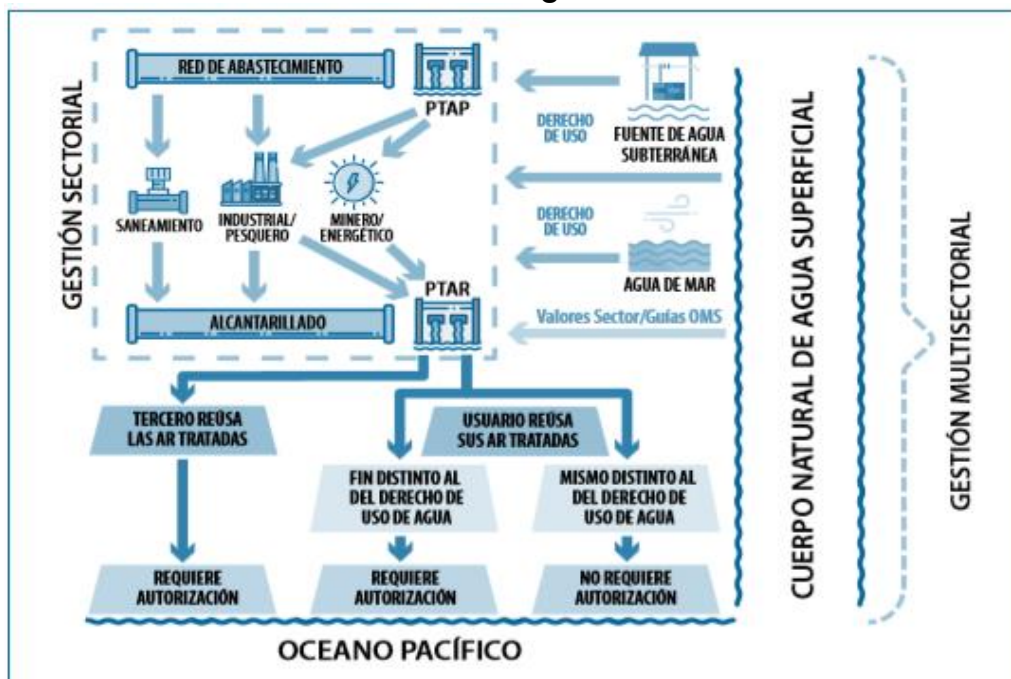 GESTIÓN SECTORIAL
RED DE ABASTECIMIENTO
PTAP
SANEAMIENTO
INDUSTRIAL/
PESQUERO
MINERO/
ENERGÉTICO
PTAR
ALCANTARILLADO
DERECHO
DE USO
FUENTE DE AGUA
SUBTERRÁNEA
DERECHO
DE USO
AGUA DE MAR
Valores Sector/Guías OMS
CUERPO NATURAL DE AGUA SUPERFICIAL
GESTIÓN MULTISECTORIAL
TERCERO REÚSA
LAS AR TRATADAS
USUARIO REÚSA
SUS AR TRATADAS
FIN DISTINTO AL
DEL DERECHO DE
USO DE AGUA
MISMO DISTINTO AL
DEL DERECHO DE
USO DE AGUA
REQUIERE
AUTORIZACIÓN
REQUIERE
AUTORIZACIÓN
NO REQUIERE
AUTORIZACIÓN
OCEANO PACÍFICO